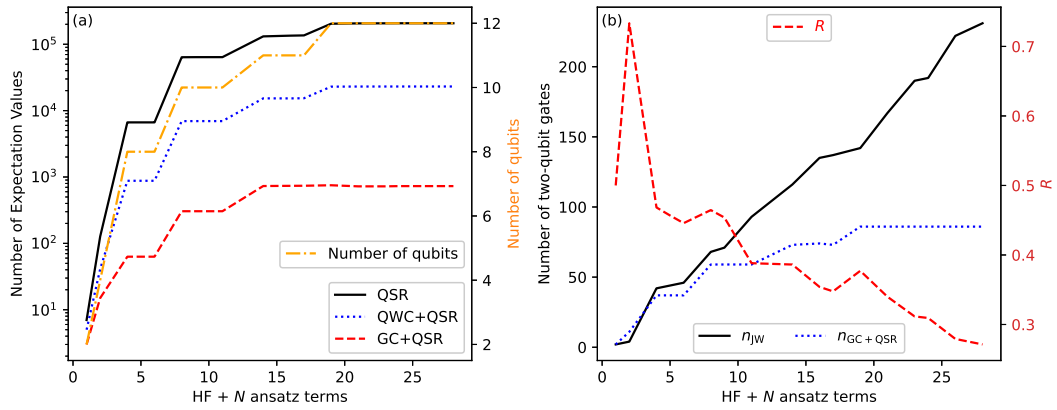 (a)
Number of Expectation Values
10^5
10^4
10^3
10^2
10^1
0 5 10 15 20 25
HF + N ansatz terms
12
10
8
6
4
2
Number of qubits
Number of qubits
QSR
QWC+QSR
GC+QSR
(b)
Number of two-qubit gates
200
150
100
50
0
0 5 10 15 20 25
HF + N ansatz terms
0.7
0.6
0.5
0.4
0.3
R
R
n_JW n_GC+QSR